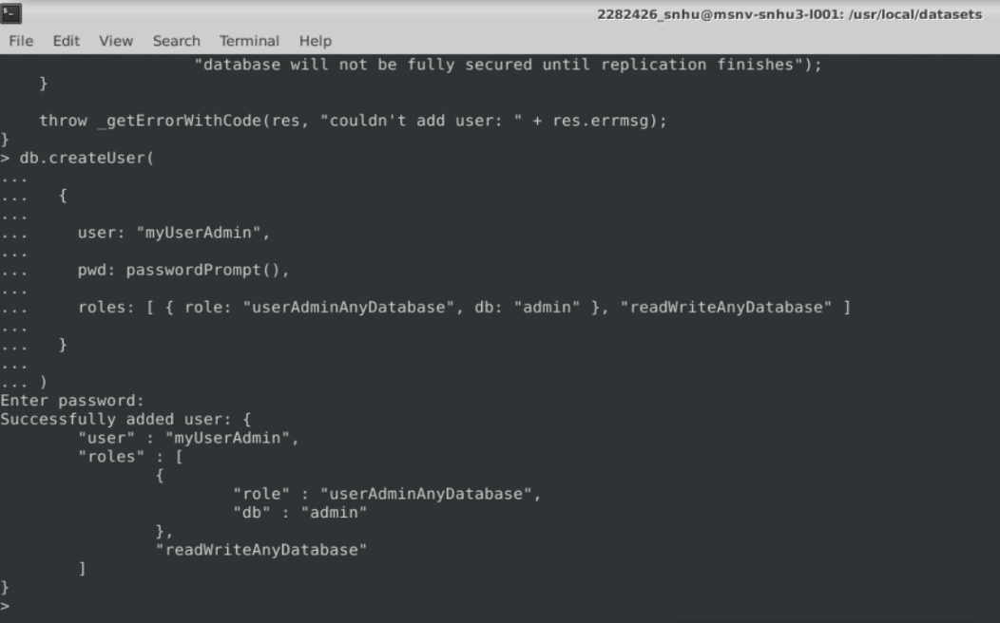 2282426_snhu@msnv-snhu3-l001: /usr/local/datasets
File Edit View Search Terminal Help
                    "database will not be fully secured until replication finishes");
    }

    throw _getErrorWithCode(res, "couldn't add user: " + res.errmsg);
}
> db.createUser(
...
...   {
...
...     user: "myUserAdmin",
...
...     pwd: passwordPrompt(),
...
...     roles: [ { role: "userAdminAnyDatabase", db: "admin" }, "readWriteAnyDatabase" ]
...
...   }
...
... )
Enter password:
Successfully added user: {
        "user" : "myUserAdmin",
        "roles" : [
                {
                        "role" : "userAdminAnyDatabase",
                        "db" : "admin"
                },
                "readWriteAnyDatabase"
        ]
}
>